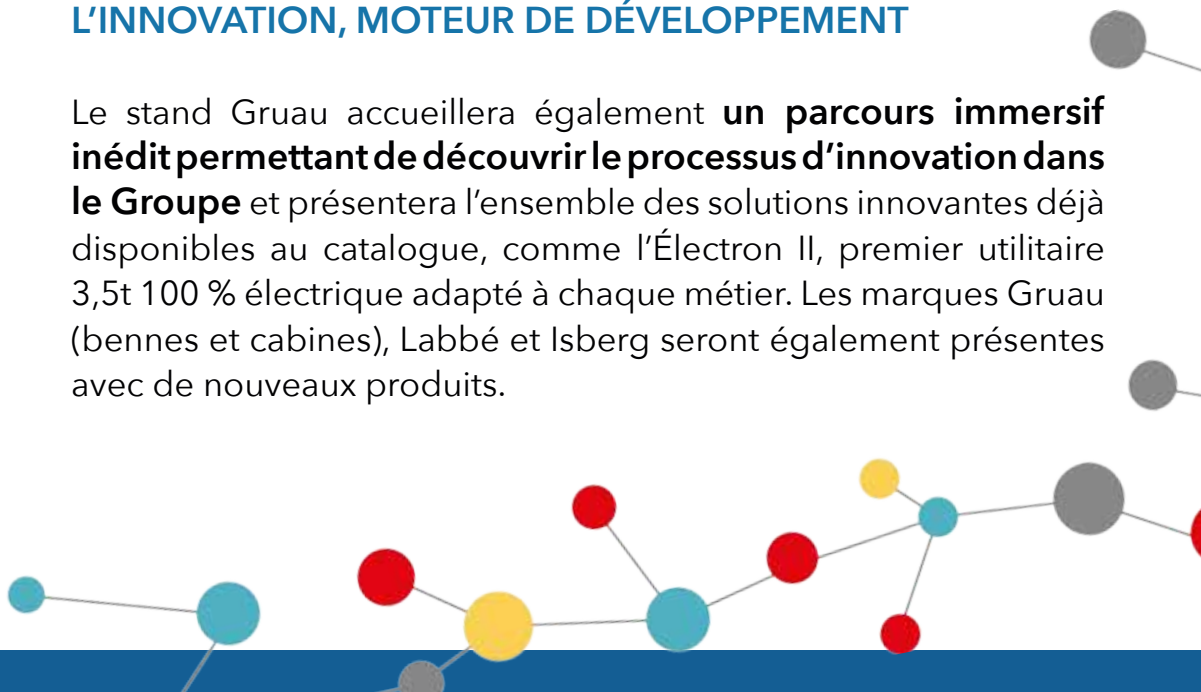 L’INNOVATION, MOTEUR DE DÉVELOPPEMENT
Le stand Gruau accueillera également un parcours immersif
inédit permettant de découvrir le processus d’innovation dans
le Groupe et présentera l’ensemble des solutions innovantes déjà
disponibles au catalogue, comme l’Électron II, premier utilitaire
3,5t 100 % électrique adapté à chaque métier. Les marques Gruau
(bennes et cabines), Labbé et Isberg seront également présentes
avec de nouveaux produits.